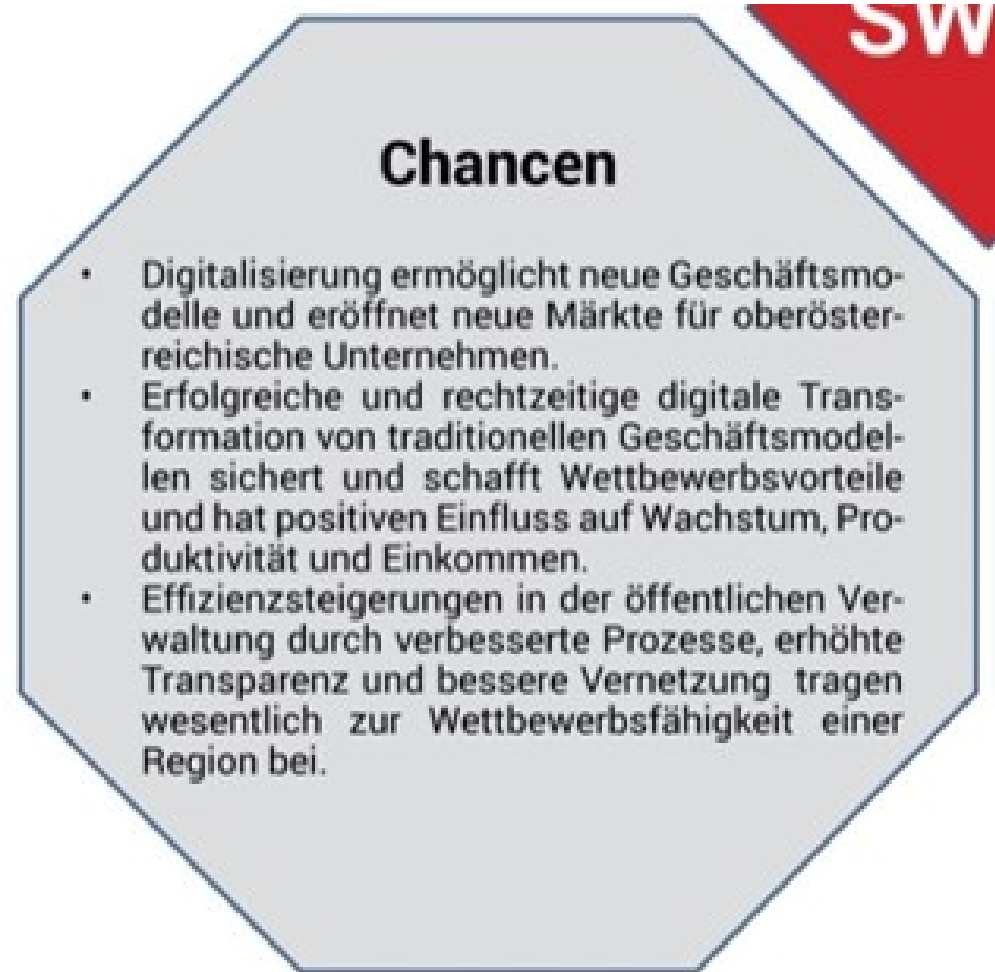 SW
Chancen
• Digitalisierung ermöglicht neue Geschäftsmo-
delle und eröffnet neue Märkte für oberöster-
reichische Unternehmen.
• Erfolgreiche und rechtzeitige digitale Trans-
formation von traditionellen Geschäftsmodel-
len sichert und schafft Wettbewerbsvorteile
und hat positiven Einfluss auf Wachstum, Pro-
duktivität und Einkommen.
• Effizienzsteigerungen in der öffentlichen Ver-
waltung durch verbesserte Prozesse, erhöhte
Transparenz und bessere Vernetzung tragen
wesentlich zur Wettbewerbsfähigkeit einer
Region bei.